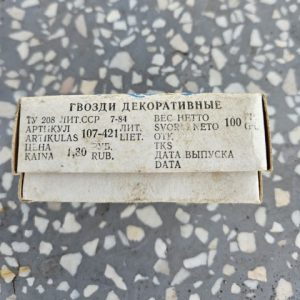 ГВОЗДИ ДЕКОРАТИВНЫЕ
ТУ 208 ЛИТ.ССР 7-84 ВЕС НЕТТО
АРТИКУЛ 107-421 ЛИТ. SVORIS NETO 100
ARTIKULAS LIET. ОТК
ЦЕНА 1,30 РУБ. TKS
KAINA RUB. ДАТА ВЫПУСКА
DATA